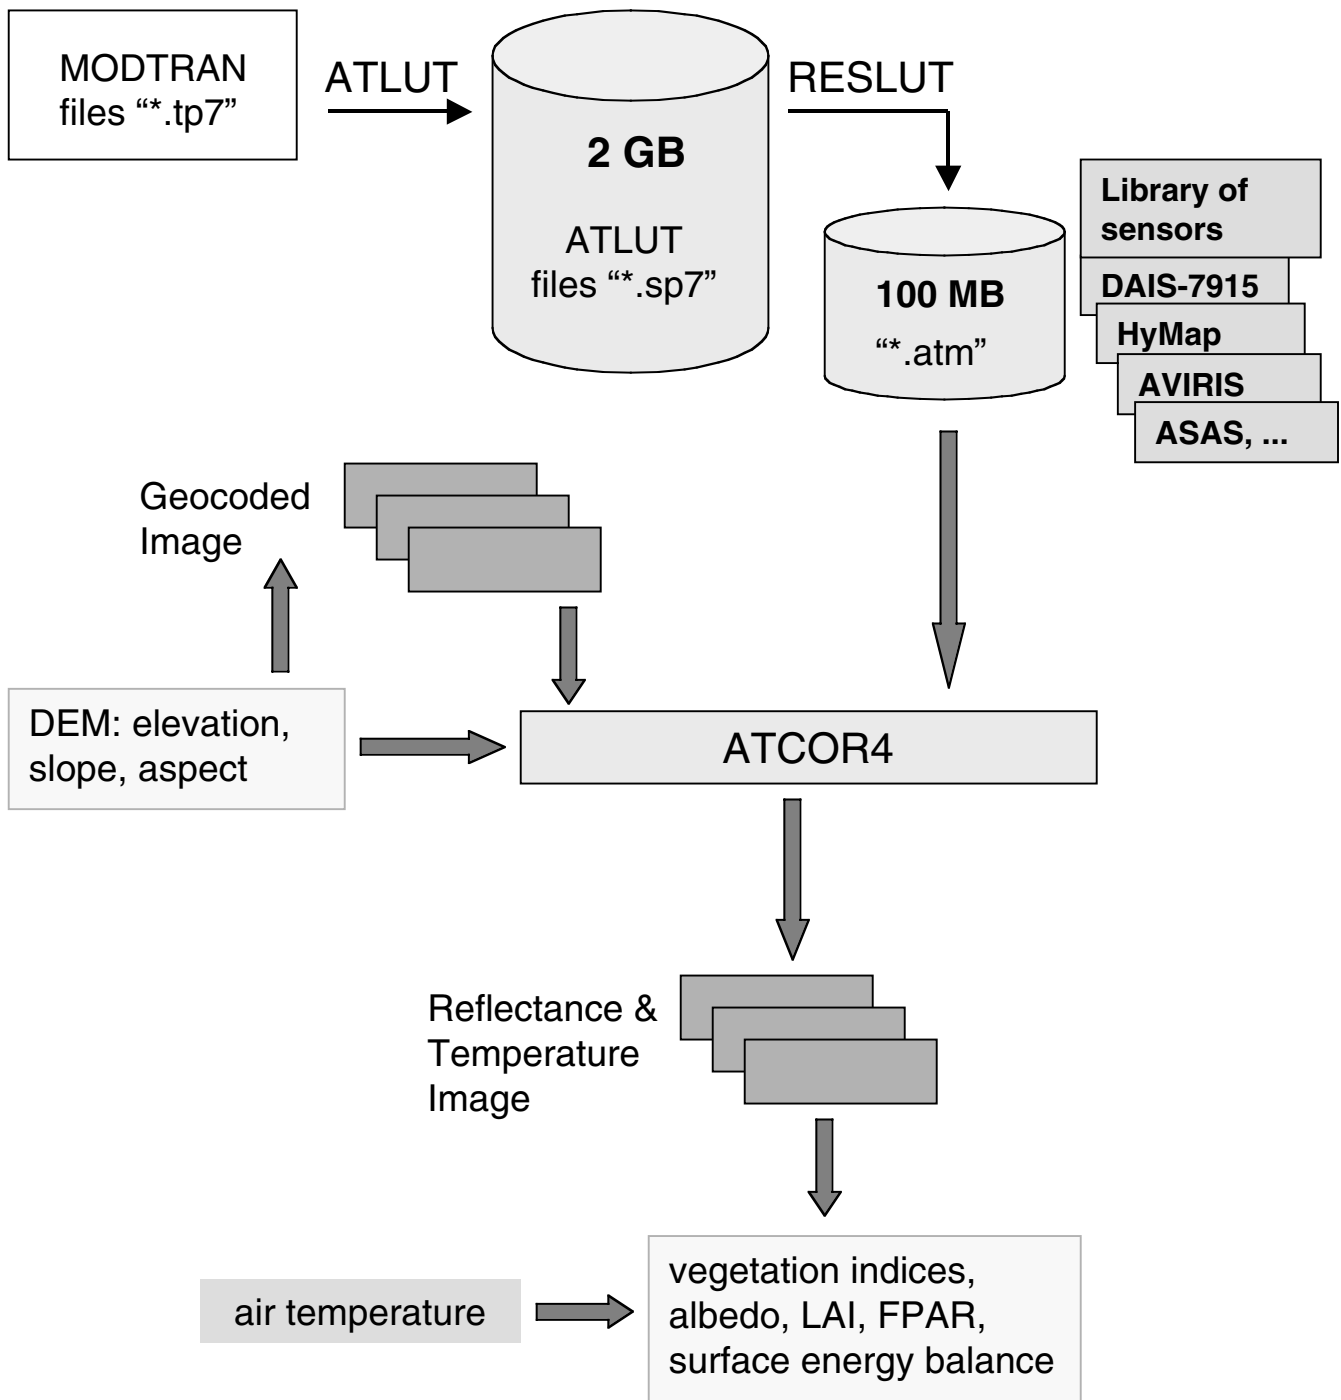 MODTRAN
files “*.tp7”
ATLUT
2 GB
ATLUT
files “*.sp7”
RESLUT
100 MB
“*.atm”
Library of
sensors
DAIS-7915
HyMap
AVIRIS
ASAS, ...
Geocoded
Image
DEM: elevation,
slope, aspect
ATCOR4
Reflectance &
Temperature
Image
air temperature
vegetation indices,
albedo, LAI, FPAR,
surface energy balance